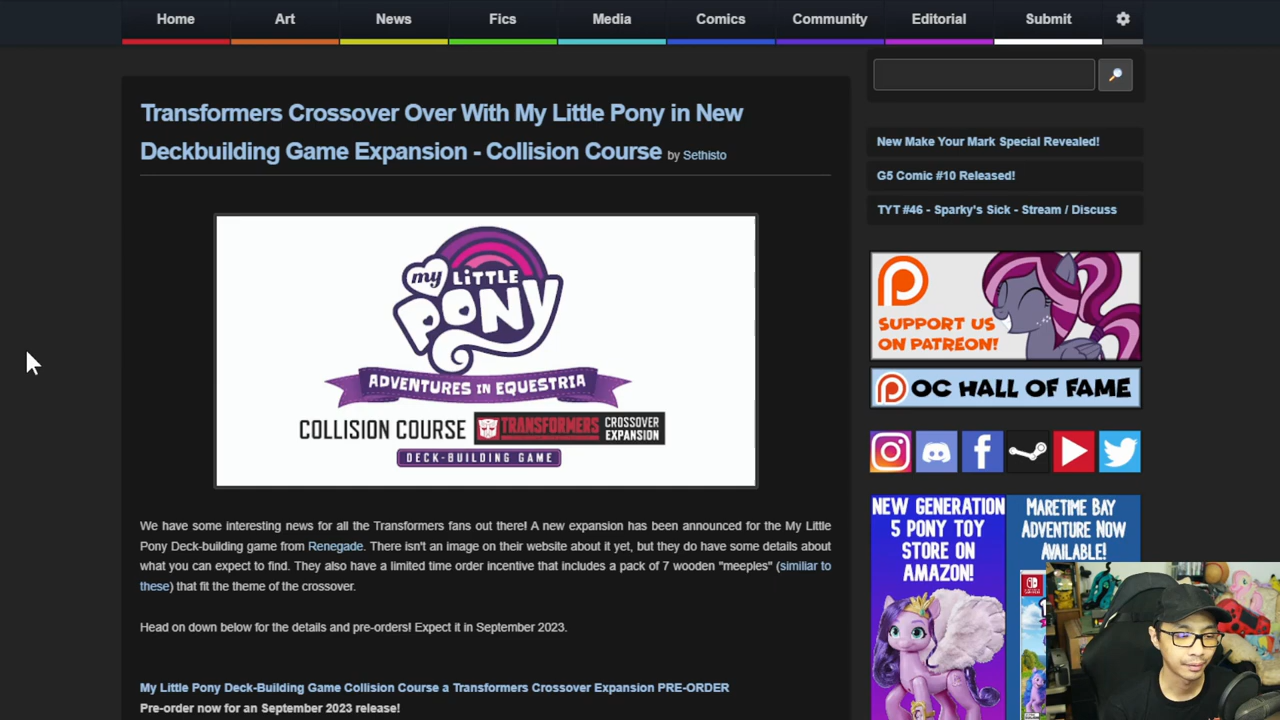 Home Art News Fics Media Comics Community Editorial Submit
Transformers Crossover Over With My Little Pony in New
Deckbuilding Game Expansion - Collision Course by Sethisto
my LiTTLE
PONY
ADVENTURES IN EQUESTRIA
COLLISION COURSE TRANSFORMERS CROSSOVER
EXPANSION
DECK-BUILDING GAME
We have some interesting news for all the Transformers fans out there! A new expansion has been announced for the My Little
Pony Deck-building game from Renegade. There isn't an image on their website about it yet, but they do have some details about
what you can expect to find. They also have a limited time order incentive that includes a pack of 7 wooden "meeples" (similiar to
these) that fit the theme of the crossover.
Head on down below for the details and pre-orders! Expect it in September 2023.
My Little Pony Deck-Building Game Collision Course a Transformers Crossover Expansion PRE-ORDER
Pre-order now for an September 2023 release!
New Make Your Mark Special Revealed!
G5 Comic #10 Released!
TYT #46 - Sparky's Sick - Stream / Discuss
SUPPORT US
ON PATREON!
OC HALL OF FAME
NEW GENERATION
5 PONY TOY
STORE ON
AMAZON!
MARETIME BAY
ADVENTURE NOW
AVAILABLE!